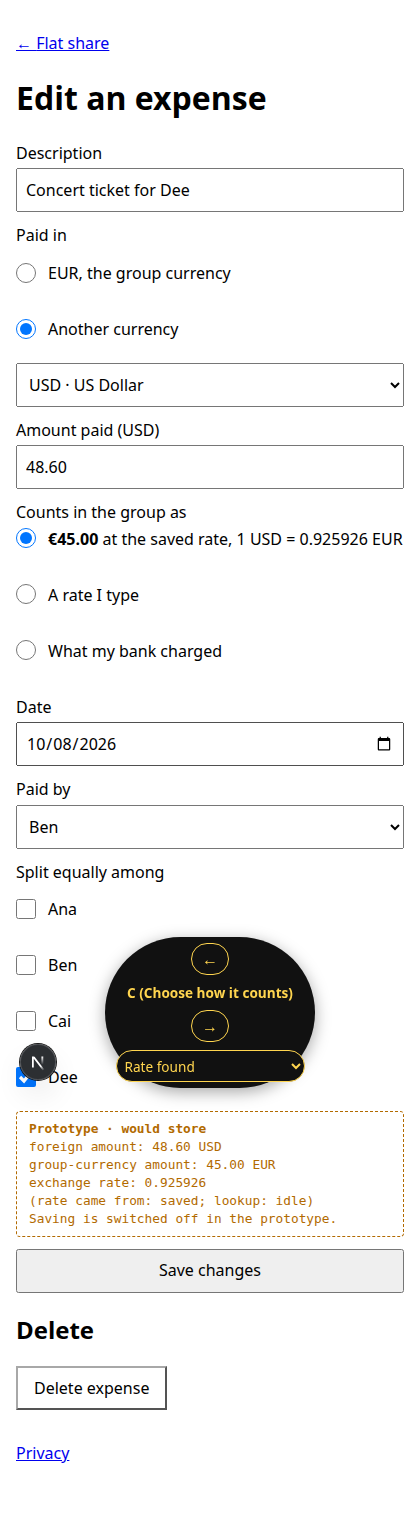 ← Flat share
Edit an expense
Description
Concert ticket for Dee
Paid in
EUR, the group currency
Another currency
USD · US Dollar
Amount paid (USD)
48.60
Counts in the group as
€45.00 at the saved rate, 1 USD = 0.925926 EUR
A rate I type
What my bank charged
Date
10/08/2026
Paid by
Ben
Split equally among
Ana
Ben
Cai
Dee
←
C (Choose how it counts)
→
Rate found
N
Prototype · would store
foreign amount: 48.60 USD
group-currency amount: 45.00 EUR
exchange rate: 0.925926
(rate came from: saved; lookup: idle)
Saving is switched off in the prototype.
Save changes
Delete
Delete expense
Privacy